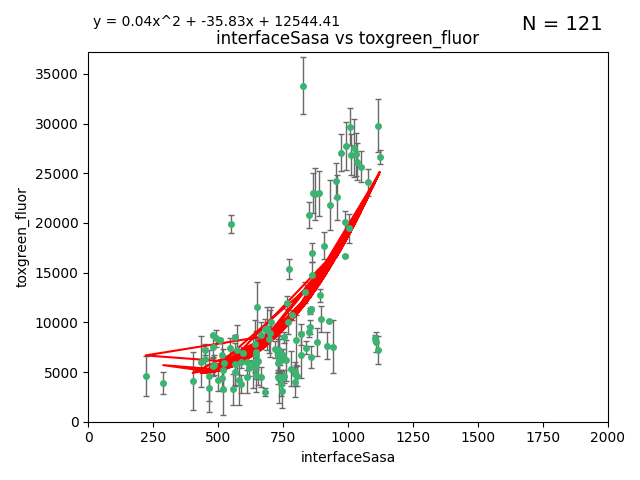 y = 0.04x^2 + -35.83x + 12544.41
N = 121
interfaceSasa vs toxgreen_fluor
35000
30000
25000
20000
15000
10000
5000
0
toxgreen_fluor
0 250 500 750 1000 1250 1500 1750 2000
interfaceSasa